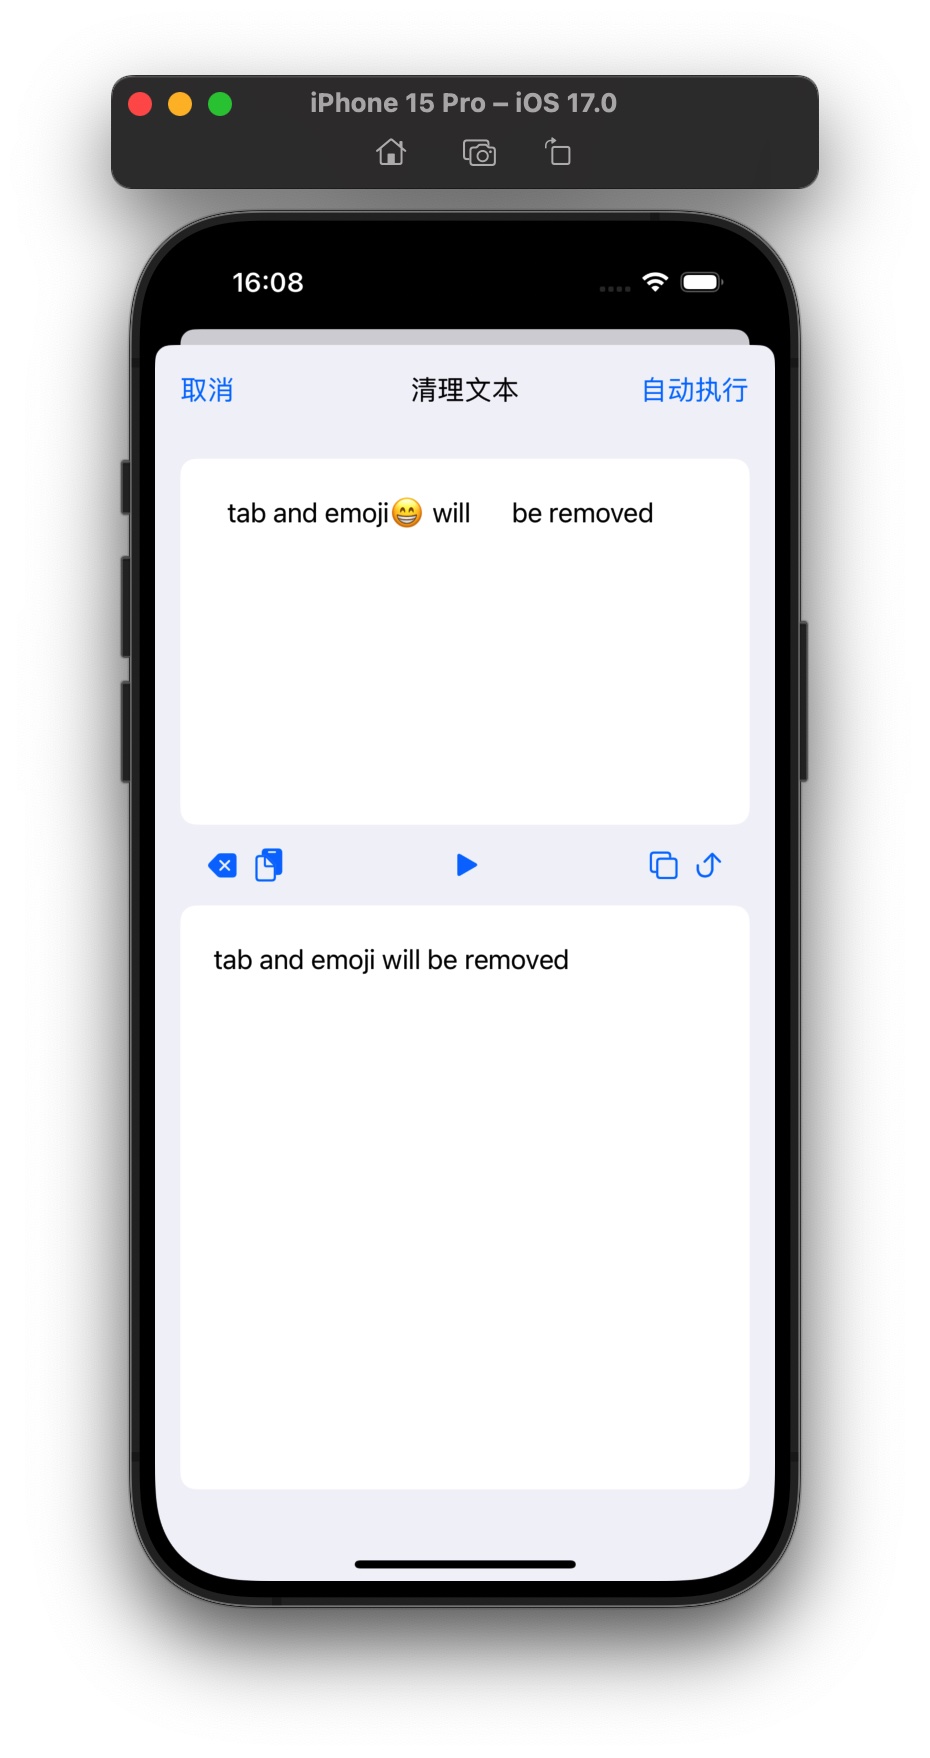 iPhone 15 Pro – iOS 17.0
16:08
取消 清理文本 自动执行
tab and emoji😁 will be removed
tab and emoji will be removed